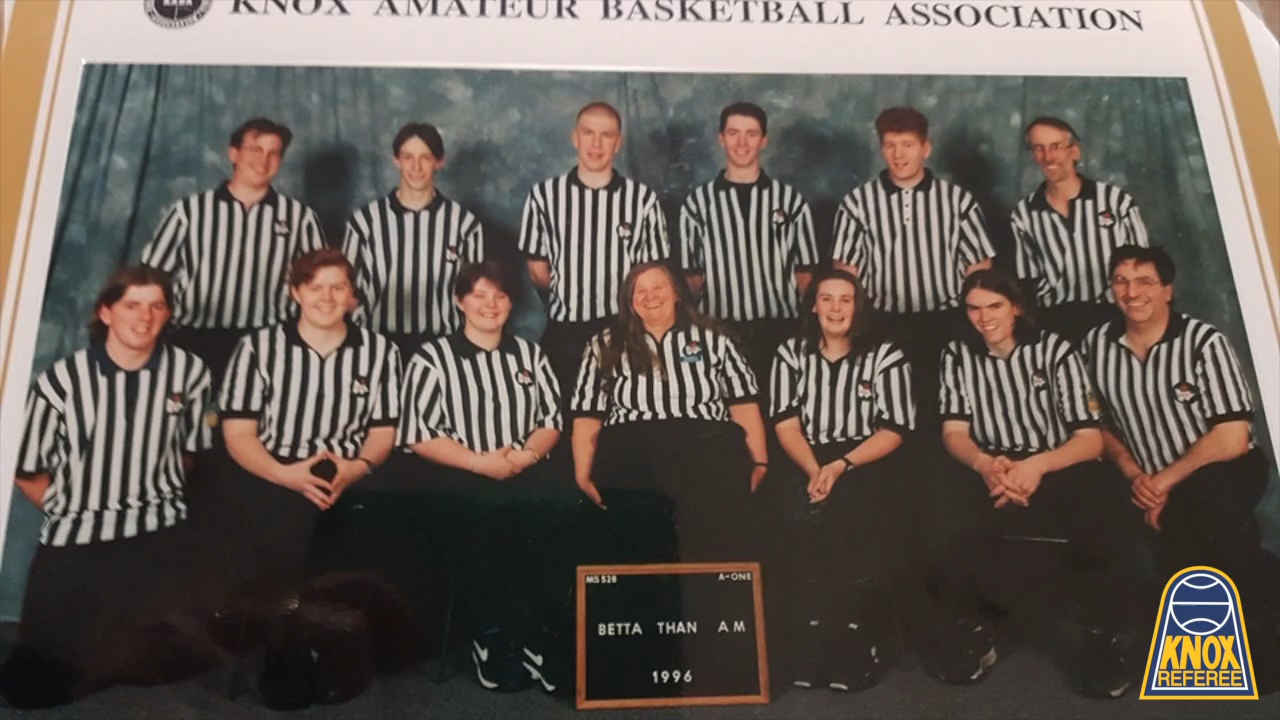 KNOX AMATEUR BASKETBALL ASSOCIATION
MS 528 A-ONE
BETTA THAN AM
1996
KNOX
REFEREE